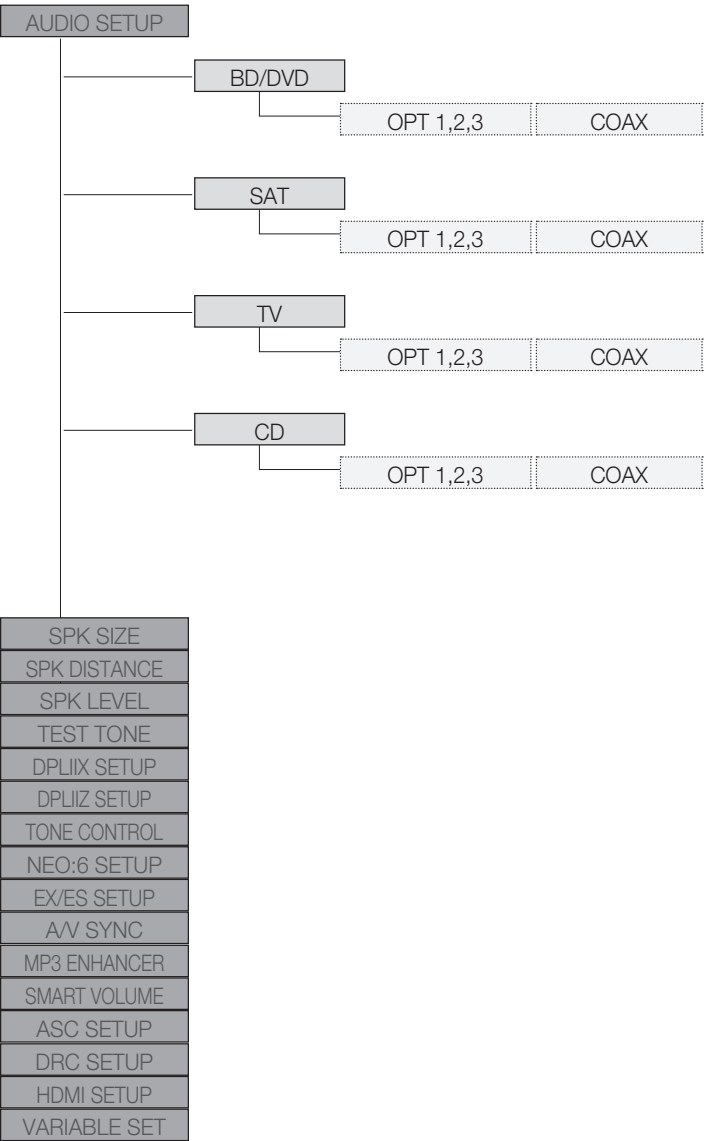 AUDIO SETUP
BD/DVD
OPT 1,2,3 COAX
SAT
OPT 1,2,3 COAX
TV
OPT 1,2,3 COAX
CD
OPT 1,2,3 COAX
SPK SIZE
SPK DISTANCE
SPK LEVEL
TEST TONE
DPLIIX SETUP
DPLIIZ SETUP
TONE CONTROL
NEO:6 SETUP
EX/ES SETUP
A/V SYNC
MP3 ENHANCER
SMART VOLUME
ASC SETUP
DRC SETUP
HDMI SETUP
VARIABLE SET